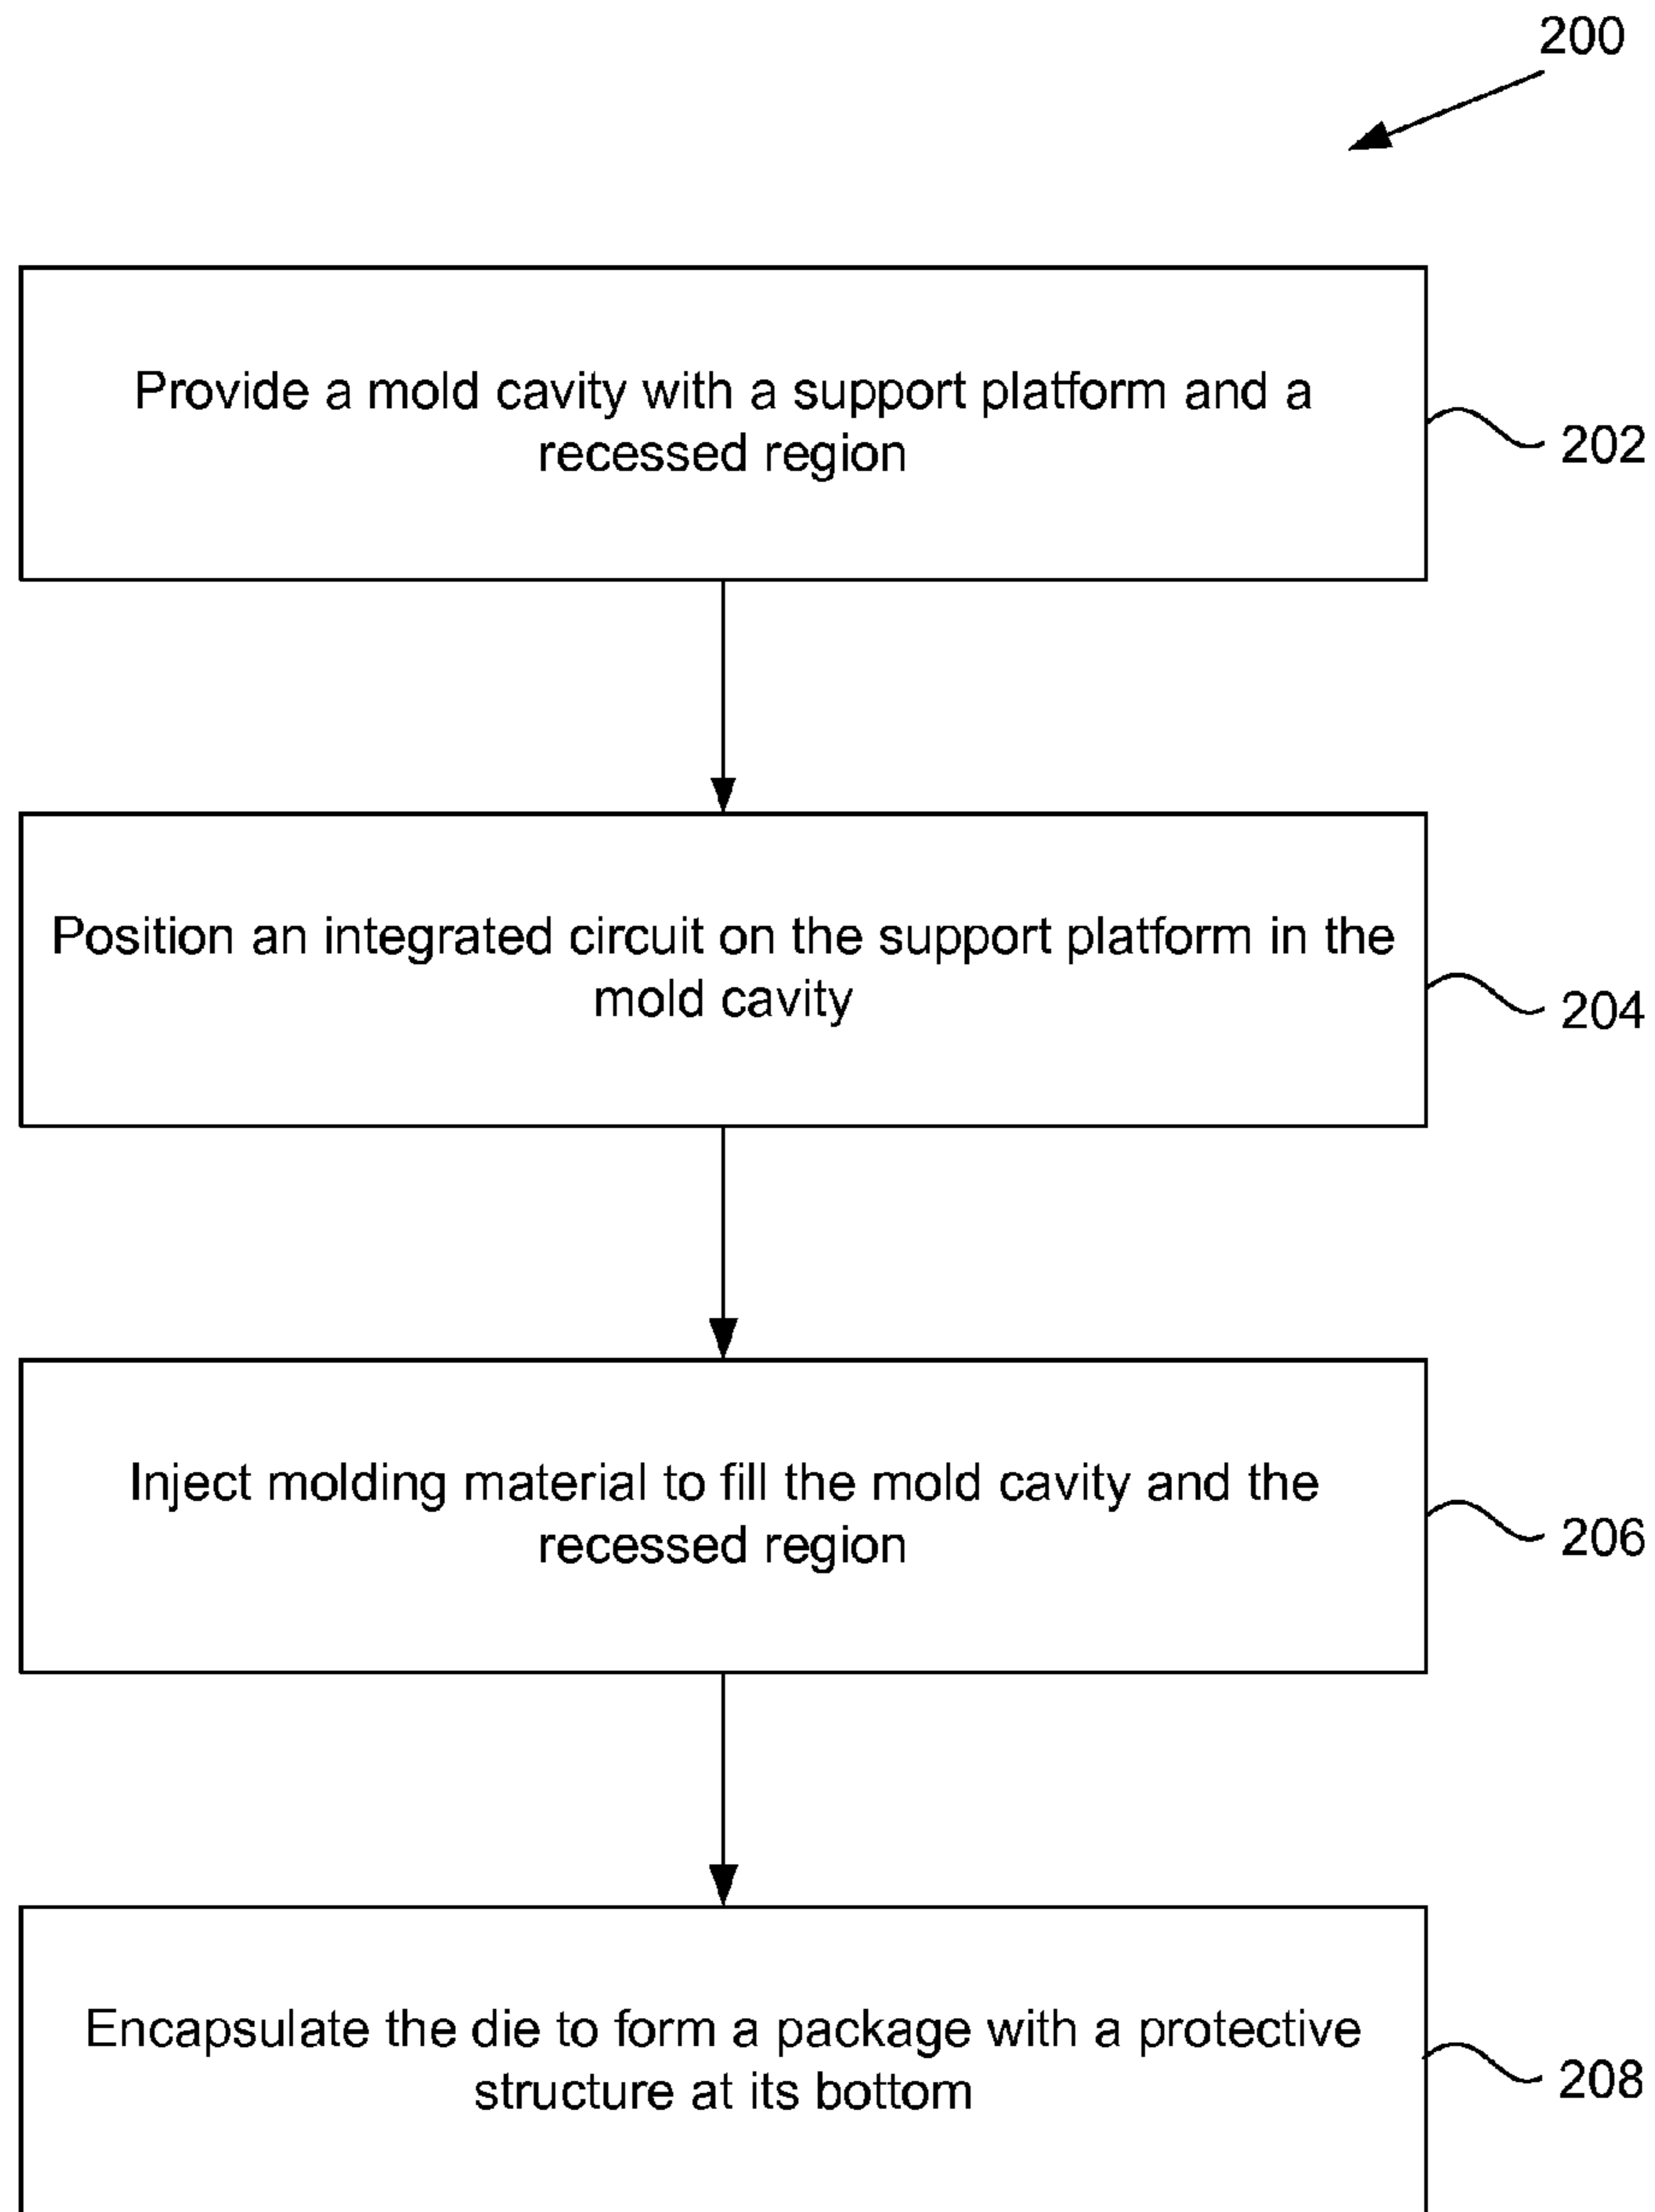 200
Provide a mold cavity with a support platform and a
recessed region
202
Position an integrated circuit on the support platform in the
mold cavity
204
Inject molding material to fill the mold cavity and the
recessed region
206
Encapsulate the die to form a package with a protective
structure at its bottom
208